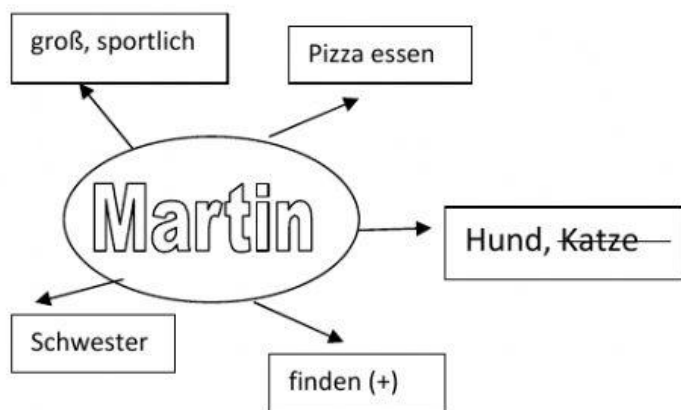 groß, sportlich
Pizza essen
Martin
Hund, Katze
Schwester
finden (+)